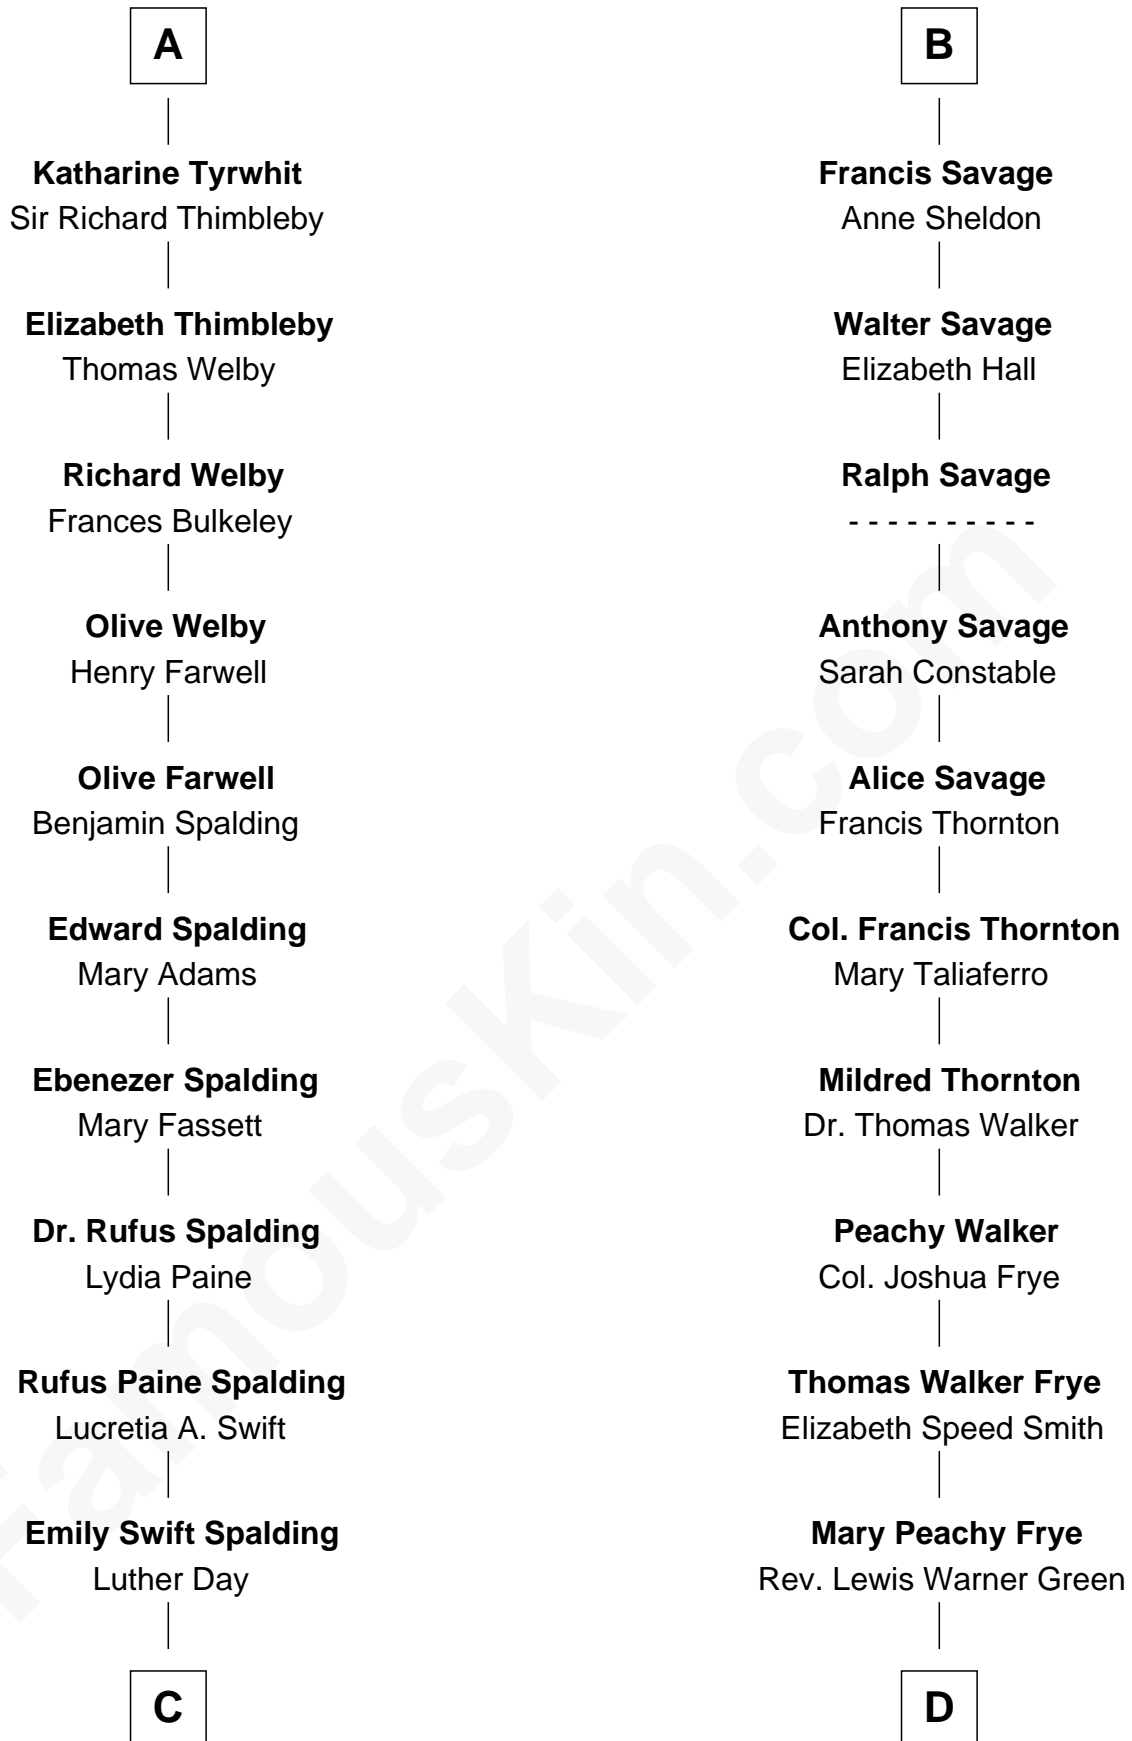 A
Katharine Tyrwhit
Sir Richard Thimbleby
Elizabeth Thimbleby
Thomas Welby
Richard Welby
Frances Bulkeley
Olive Welby
Henry Farwell
Olive Farwell
Benjamin Spalding
Edward Spalding
Mary Adams
Ebenezer Spalding
Mary Fassett
Dr. Rufus Spalding
Lydia Paine
Rufus Paine Spalding
Lucretia A. Swift
Emily Swift Spalding
Luther Day
C
B
Francis Savage
Anne Sheldon
Walter Savage
Elizabeth Hall
Ralph Savage
- - - - - - - - - -
Anthony Savage
Sarah Constable
Alice Savage
Francis Thornton
Col. Francis Thornton
Mary Taliaferro
Mildred Thornton
Dr. Thomas Walker
Peachy Walker
Col. Joshua Frye
Thomas Walker Frye
Elizabeth Speed Smith
Mary Peachy Frye
Rev. Lewis Warner Green
D
FamousKin.com